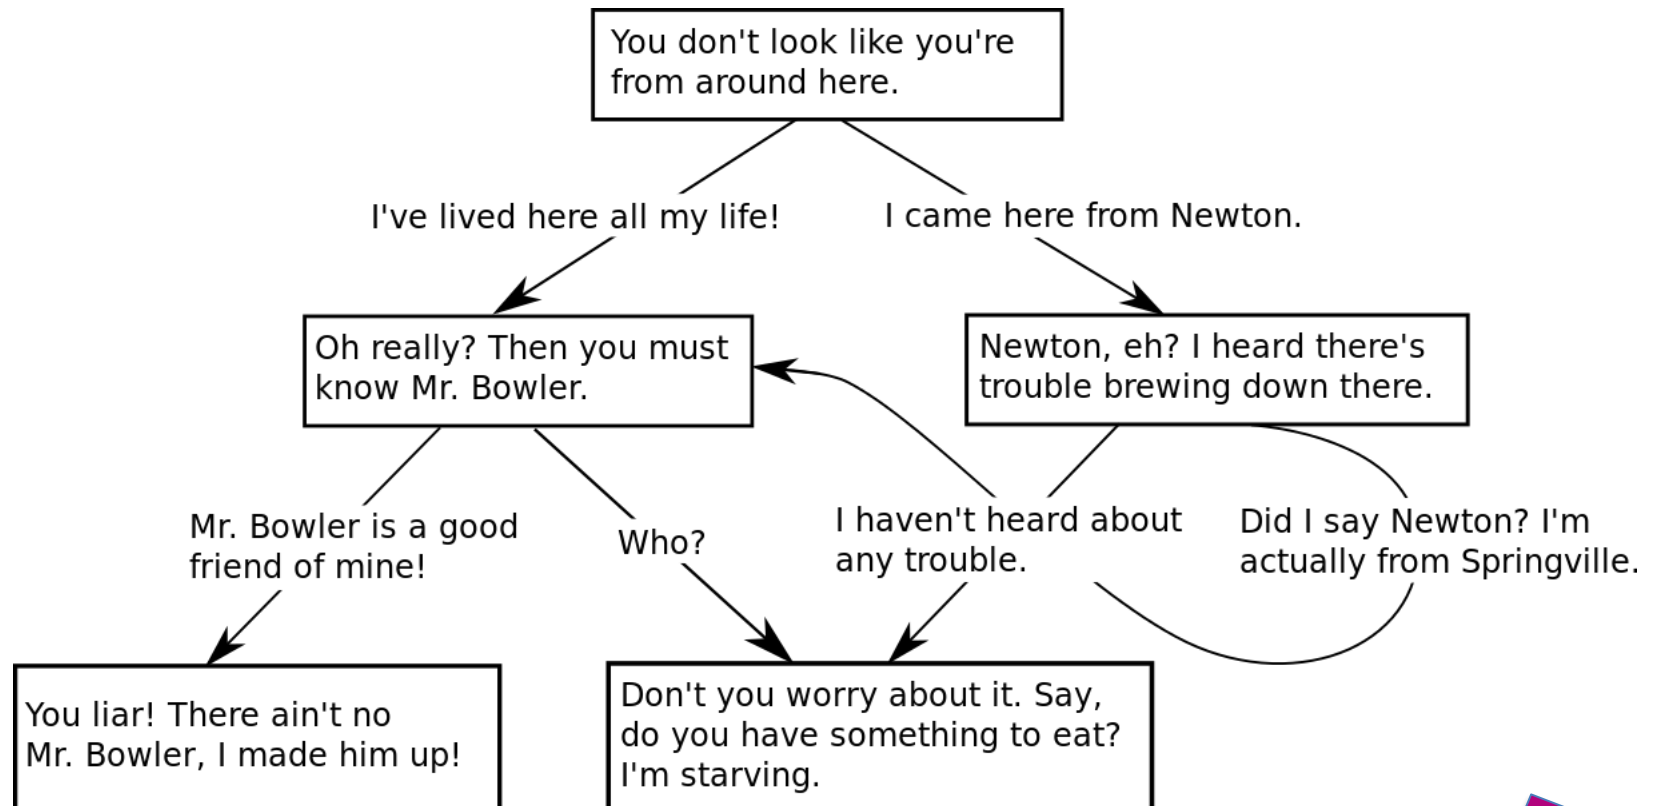 You don't look like you're
from around here.
I've lived here all my life!
I came here from Newton.
Oh really? Then you must
know Mr. Bowler.
Newton, eh? I heard there's
trouble brewing down there.
Mr. Bowler is a good
friend of mine!
Who?
I haven't heard about
any trouble.
Did I say Newton? I'm
actually from Springville.
You liar! There ain't no
Mr. Bowler, I made him up!
Don't you worry about it. Say,
do you have something to eat?
I'm starving.